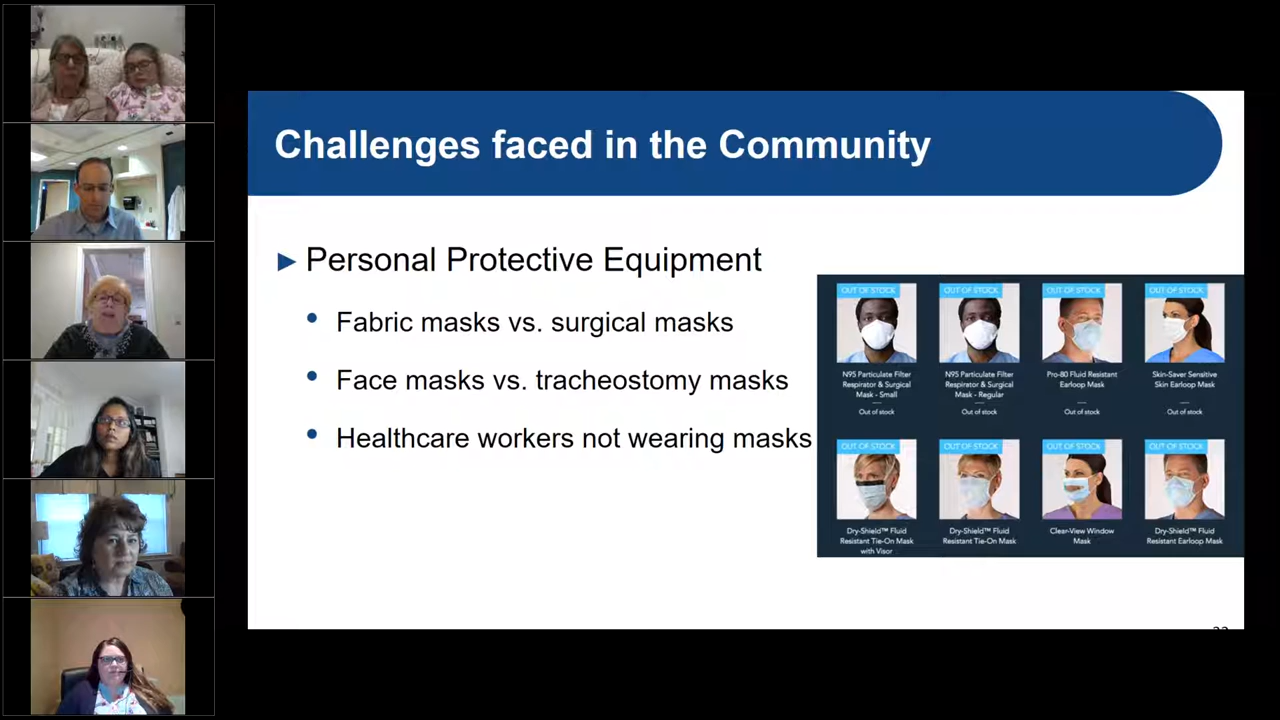 Challenges faced in the Community
► Personal Protective Equipment
• Fabric masks vs. surgical masks
• Face masks vs. tracheostomy masks
• Healthcare workers not wearing masks
OUT OF STOCK OUT OF STOCK OUT OF STOCK OUT OF STOCK
N95 Particulate Filter
Respirator & Surgical
Mask - Small
Out of stock
N95 Particulate Filter
Respirator & Surgical
Mask - Regular
Out of stock
Pro-80 Fluid Resistant
Earloop Mask
Out of stock
Skin-Saver Sensitive
Skin Earloop Mask
Out of stock
OUT OF STOCK OUT OF STOCK OUT OF STOCK OUT OF STOCK
Dry-Shield™ Fluid
Resistant Tie-On Mask
with Visor
Dry-Shield™ Fluid
Resistant Tie-On Mask
Clear-View Window
Mask
Dry-Shield™ Fluid
Resistant Earloop Mask